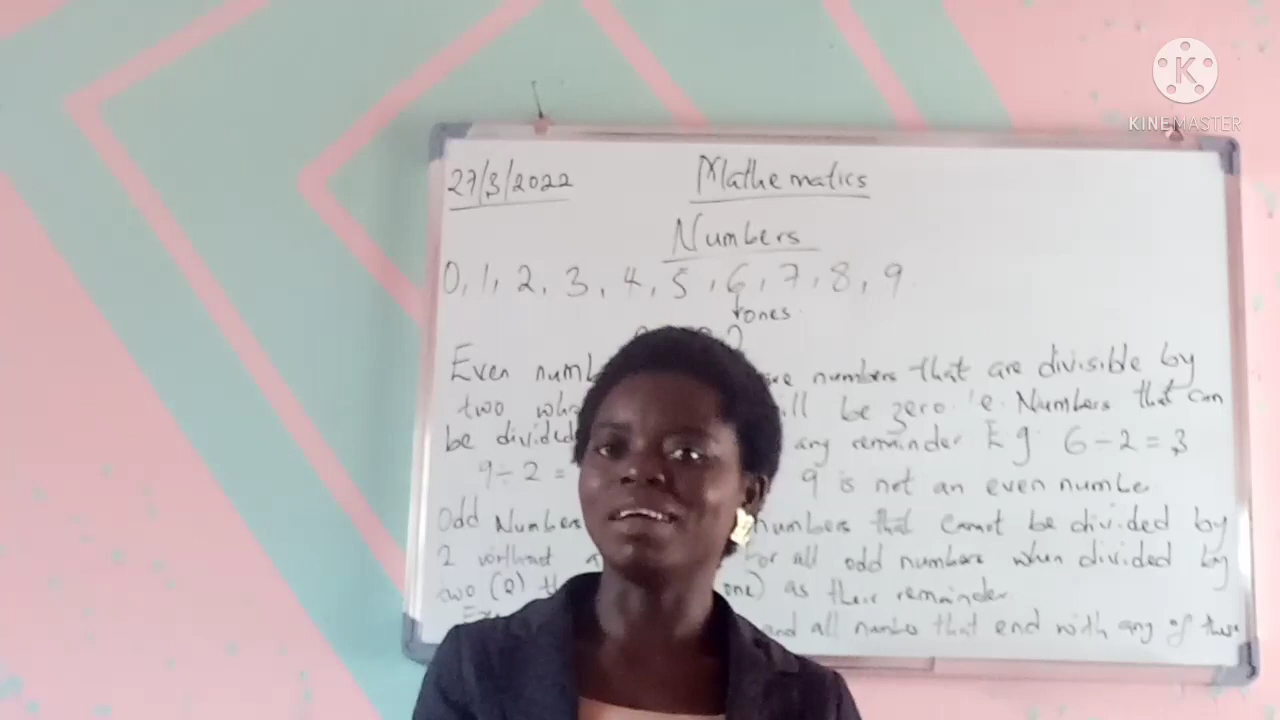 KINEMASTER
27/3/2022 Mathematics
Numbers
0, 1, 2, 3, 4, 5, 6, 7, 8, 9.
ones.
Even numb are numbers that are divisible by
two ill be zero. i.e. Numbers that can
be divided any remainder Eg. 6 ÷ 2 = 3
9 ÷ 2 = 9 is not an even numbe
Odd Numbers numbers that cannot be divided by
2 without a For all odd numbers when divided by
two (2) one) as their remainder.
and all number that end with any of these